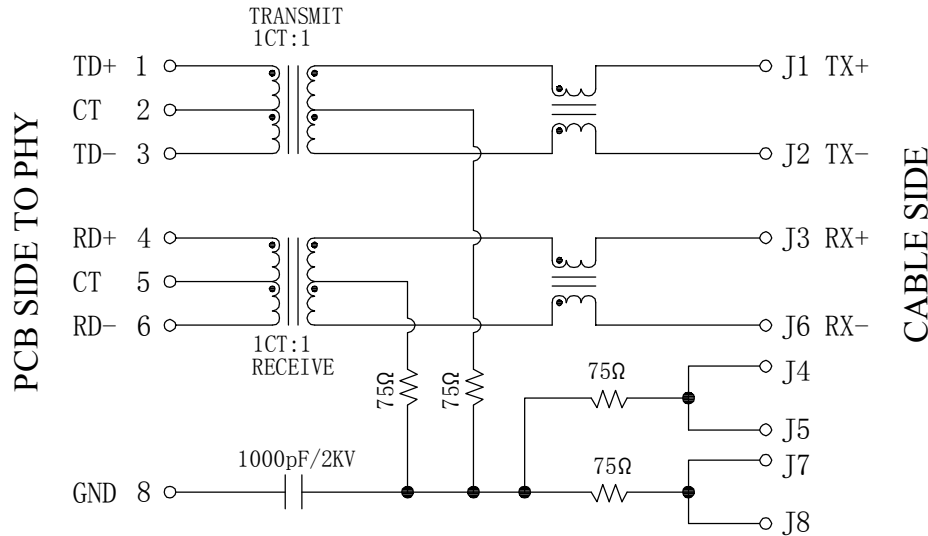 TRANSMIT
1CT:1
TD+ 1
CT 2
TD- 3
J1 TX+
J2 TX-
PCB SIDE TO PHY
CABLE SIDE
RD+ 4
CT 5
RD- 6
J3 RX+
J6 RX-
1CT:1
RECEIVE
75Ω
75Ω
75Ω
J4
J5
1000pF/2KV
75Ω
GND 8
J7
J8